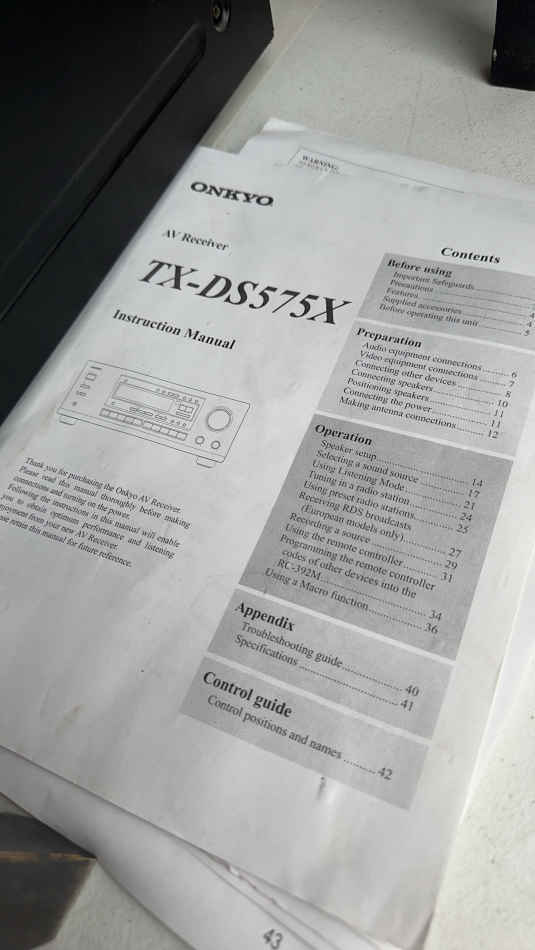 WARNING:
ONKYO
AV Receiver
TX-DS575X
Instruction Manual
Thank you for purchasing the Onkyo AV Receiver.
Please read this manual thoroughly before making
connections and turning on the power.
Following the instructions in this manual will enable
you to obtain optimum performance and listening
enjoyment from your new AV Receiver.
retain this manual for future reference.
Contents
Before using
Important Safeguards
Precautions
Features 4
Supplied accessories 4
Before operating this unit 5
Preparation
Audio equipment connections 6
Video equipment connections 7
Connecting other devices 8
Connecting speakers 10
Positioning speakers 11
Connecting the power 11
Making antenna connections 12
Operation
Speaker setup 14
Selecting a sound source 17
Using Listening Mode 21
Tuning in a radio station 24
Using preset radio stations 25
Receiving RDS broadcasts
(European models only) 27
Recording a source 29
Using the remote controller 31
Programming the remote controller
codes of other devices into the
RC-392M 34
Using a Macro function 36
Appendix
Troubleshooting guide 40
Specifications 41
Control guide
Control positions and names 42
43